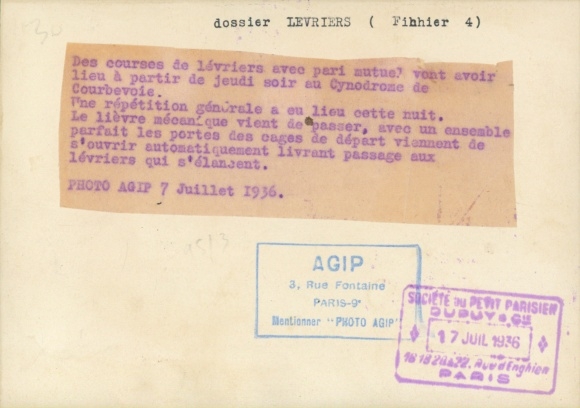 dossier LEVRIERS ( Fihhier 4)
Des courses de lévriers avec pari mutuel vont avoir
lieu à partir de jeudi soir au Cynodrome de
Courbevoie.
Une répétition générale a eu lieu cette nuit.
Le lièvre mécanique vient de passer, avec un ensemble
parfait les portes des cages de départ viennent de
s'ouvrir automatiquement livrant passage aux
lévriers qui s'élancent.
PHOTO AGIP 7 Juillet 1936.
AGIP
3, Rue Fontaine
PARIS-9e
Mentionner "PHOTO AGIP"
SOCIÉTÉ DU PETIT PARISIEN
DUPUY & Cie
17 JUIL 1936
16 18 20 & 22, Rue d'Enghien
PARIS